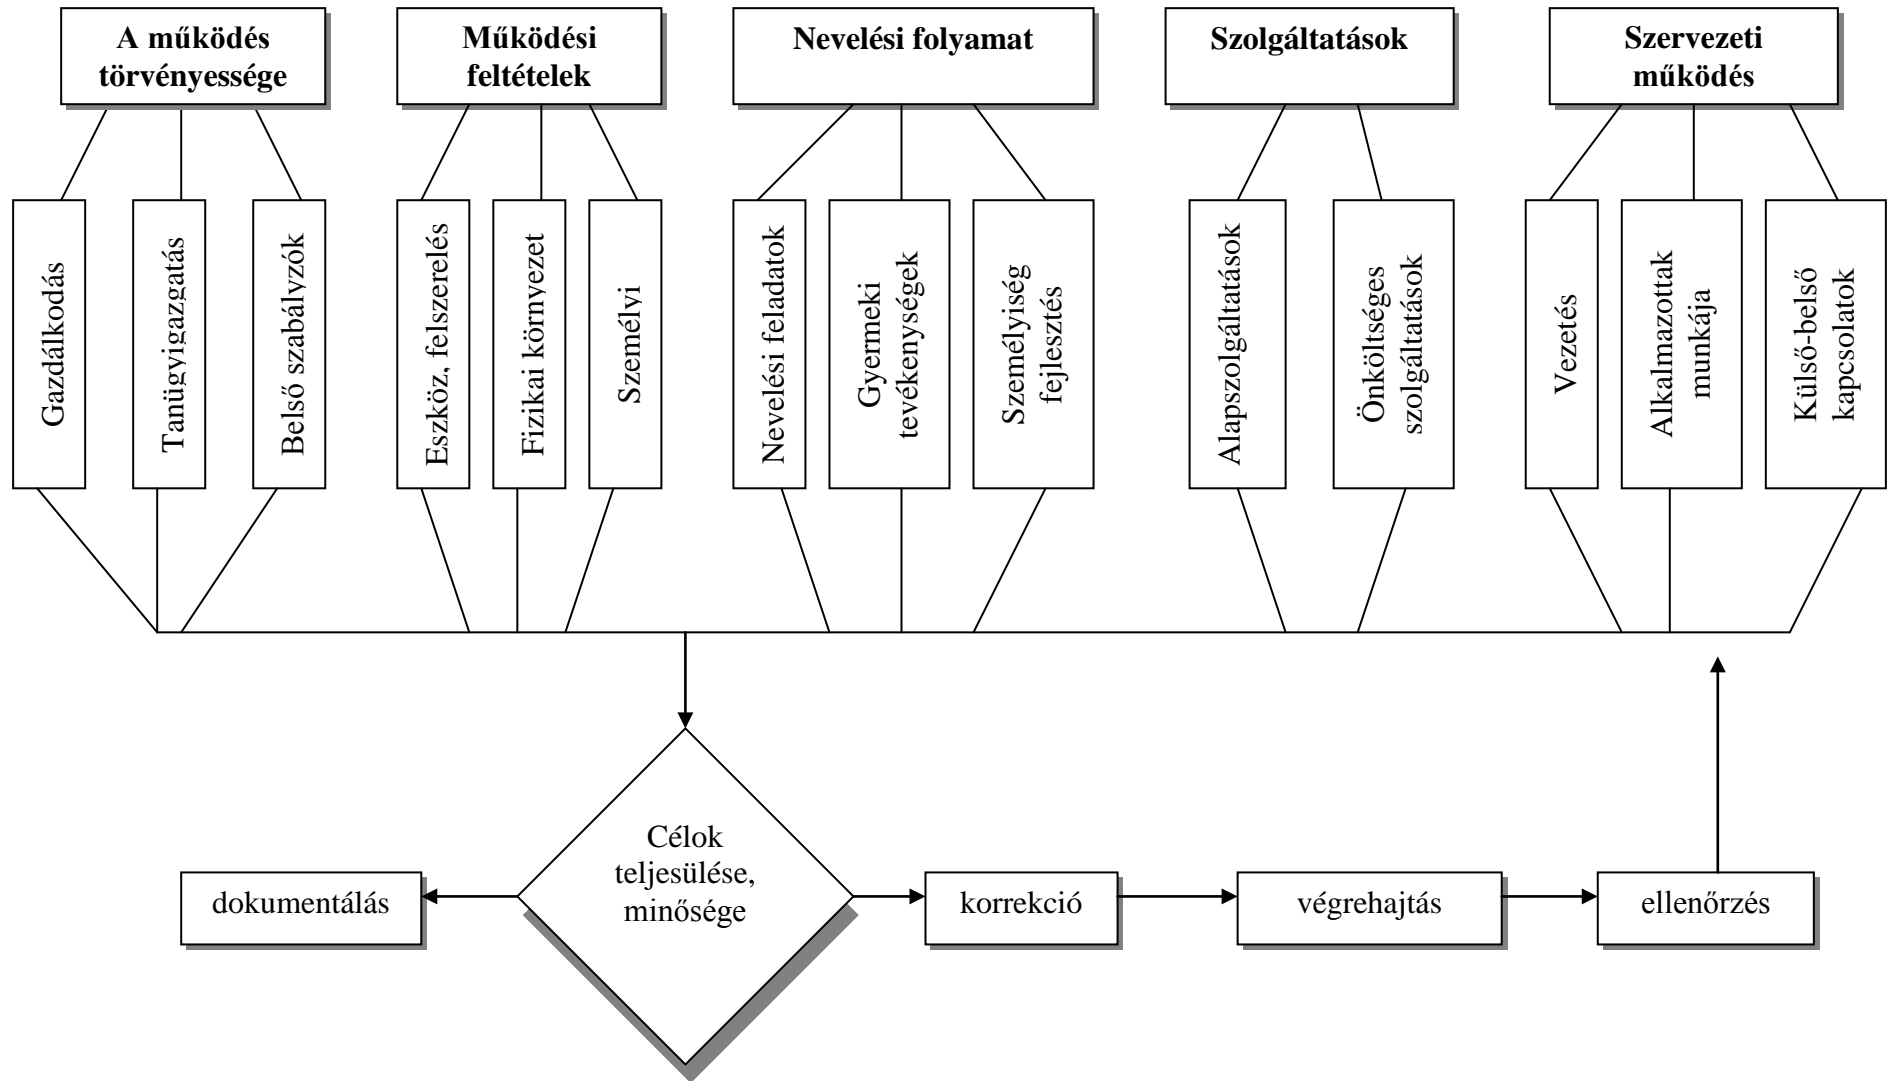 A működés
törvényessége
Működési
feltételek
Nevelési folyamat
Szolgáltatások
Szervezeti
működés
Gazdálkodás
Tanügyigazgatás
Belső szabályzók
Eszköz, felszerelés
Fizikai környezet
Személyi
Nevelési feladatok
Gyermeki
tevékenységek
Személyiség
fejlesztés
Alapszolgáltatások
Önköltséges
szolgáltatások
Vezetés
Alkalmazottak
munkája
Külső-belső
kapcsolatok
Célok
teljesülése,
minősége
dokumentálás
korrekció
végrehajtás
ellenőrzés